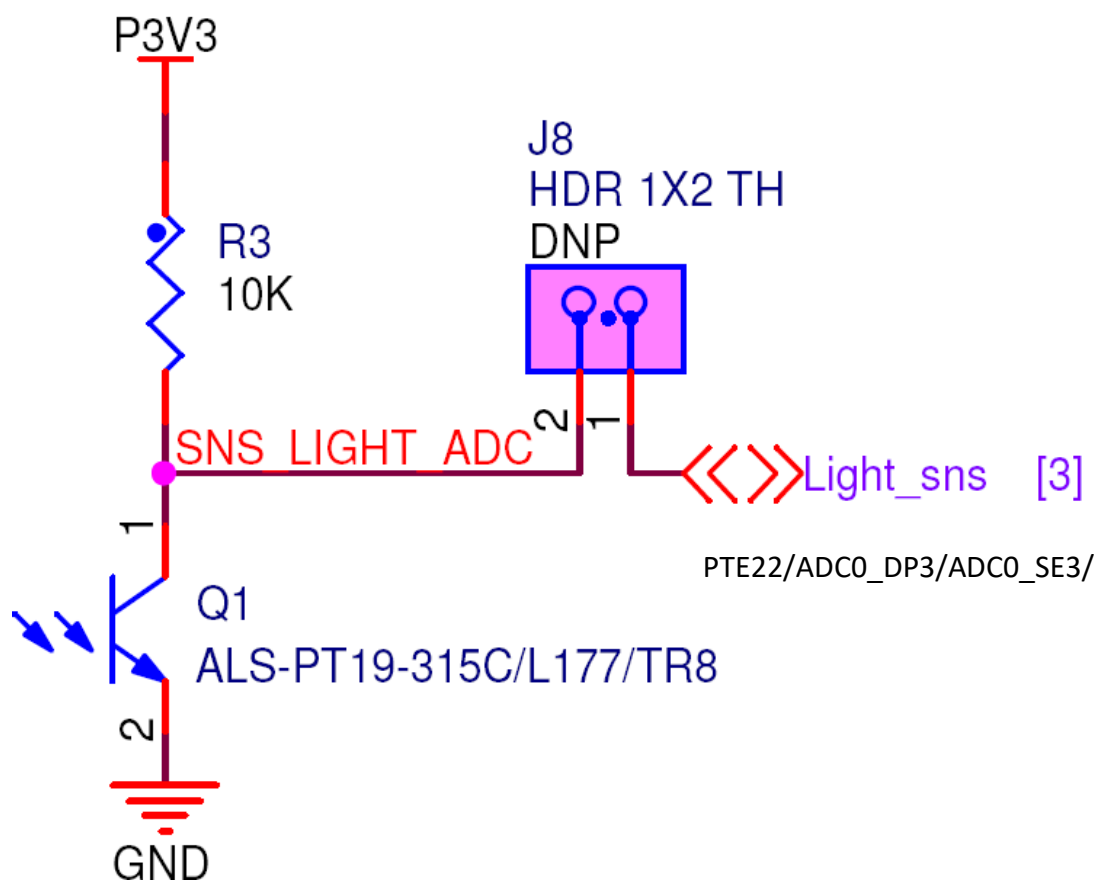 P3V3
J8
HDR 1X2 TH
DNP
R3
10K
2
1
SNS_LIGHT_ADC
Light_sns [3]
1
PTE22/ADC0_DP3/ADC0_SE3/
Q1
ALS-PT19-315C/L177/TR8
2
GND